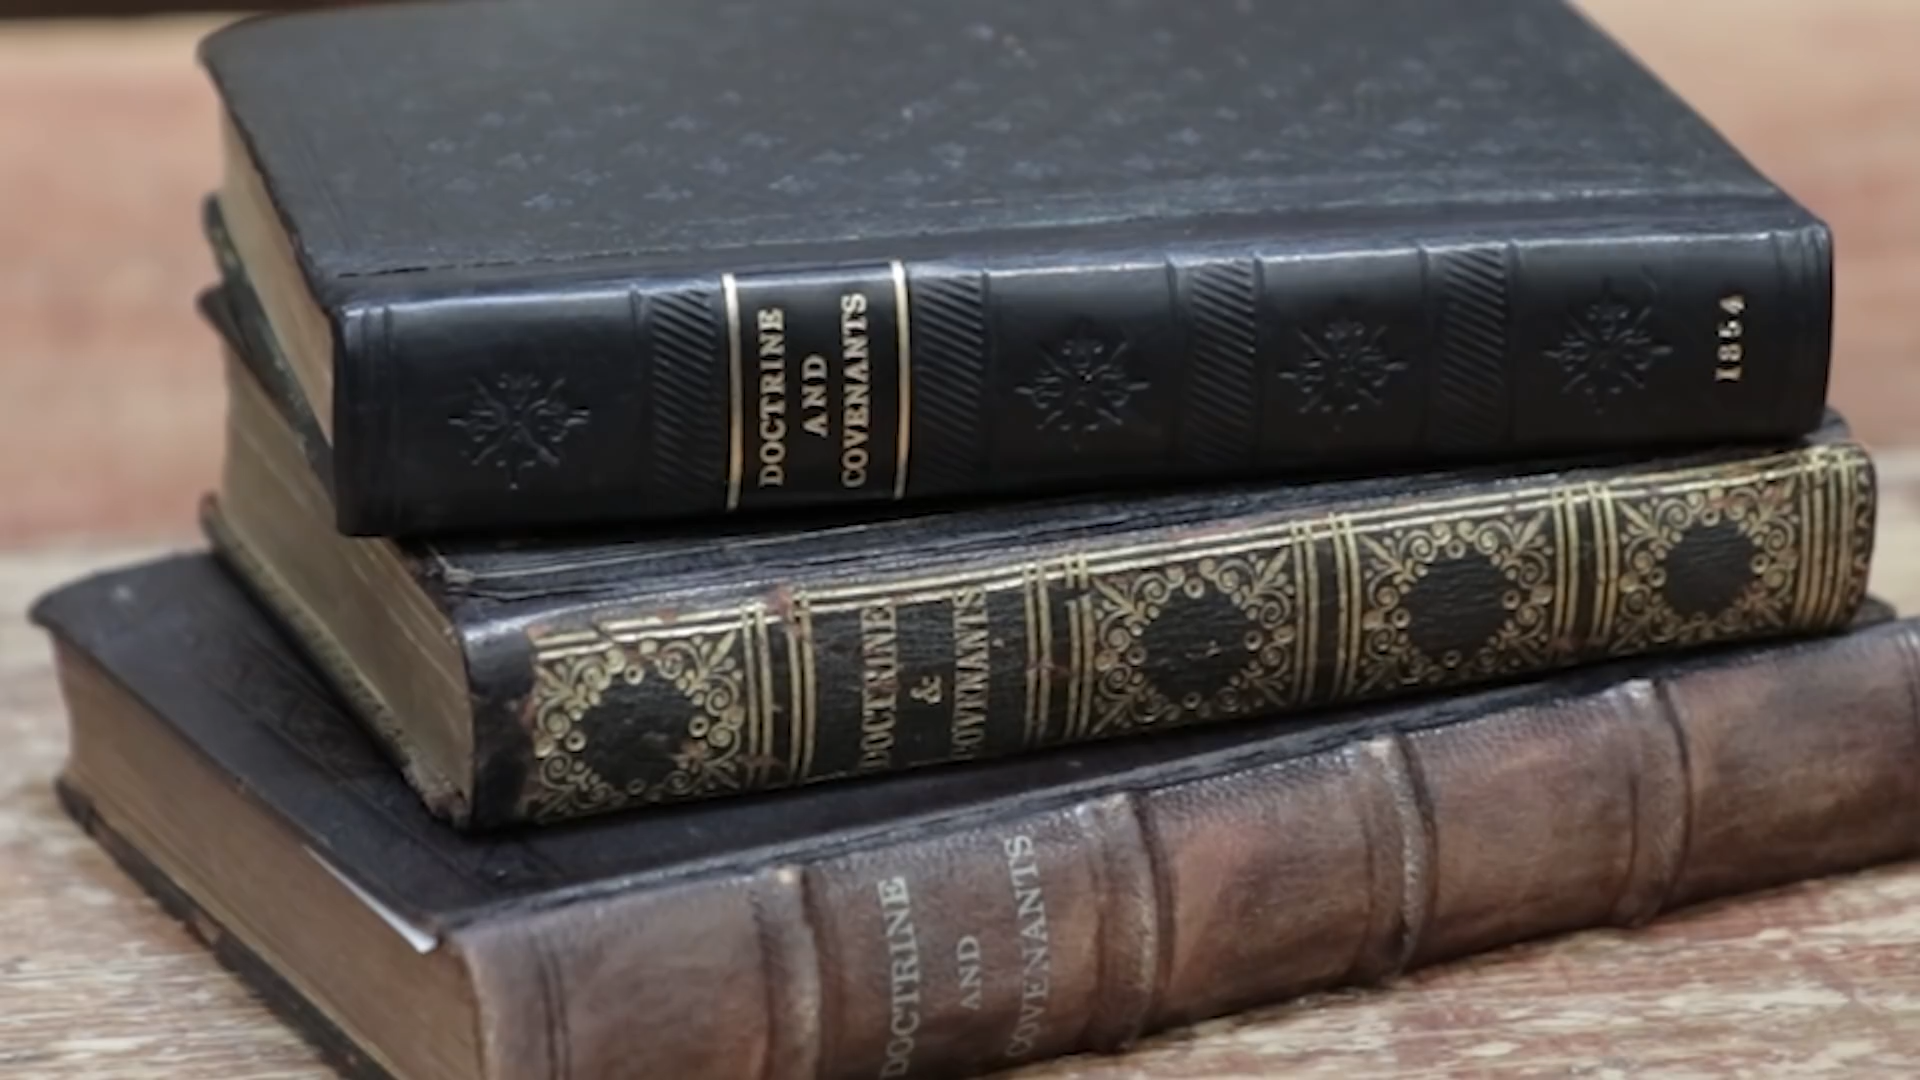 DOCTRINE
AND
COVENANTS
1854
DOCTRINE
&
COVENANTS
DOCTRINE
AND
COVENANTS